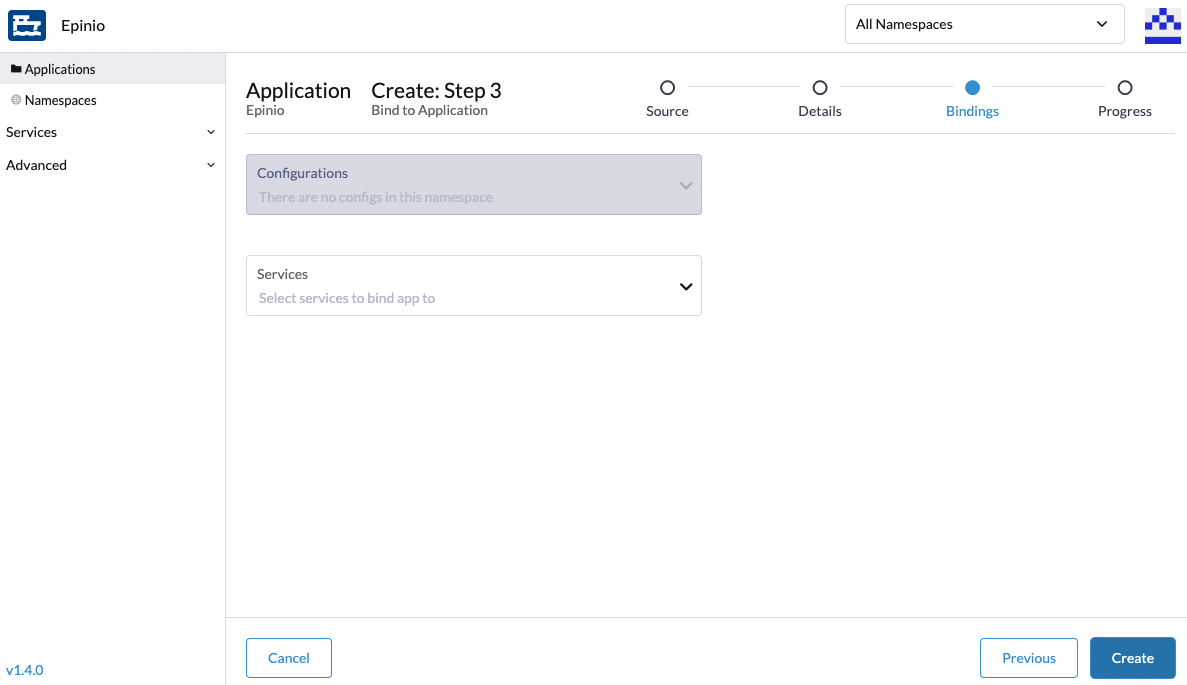 Epinio
All Namespaces
Applications
Namespaces
Services
Advanced
v1.4.0
Application
Epinio
Create: Step 3
Bind to Application
Source
Details
Bindings
Progress
Configurations
There are no configs in this namespace
Services
Select services to bind app to
Cancel
Previous
Create